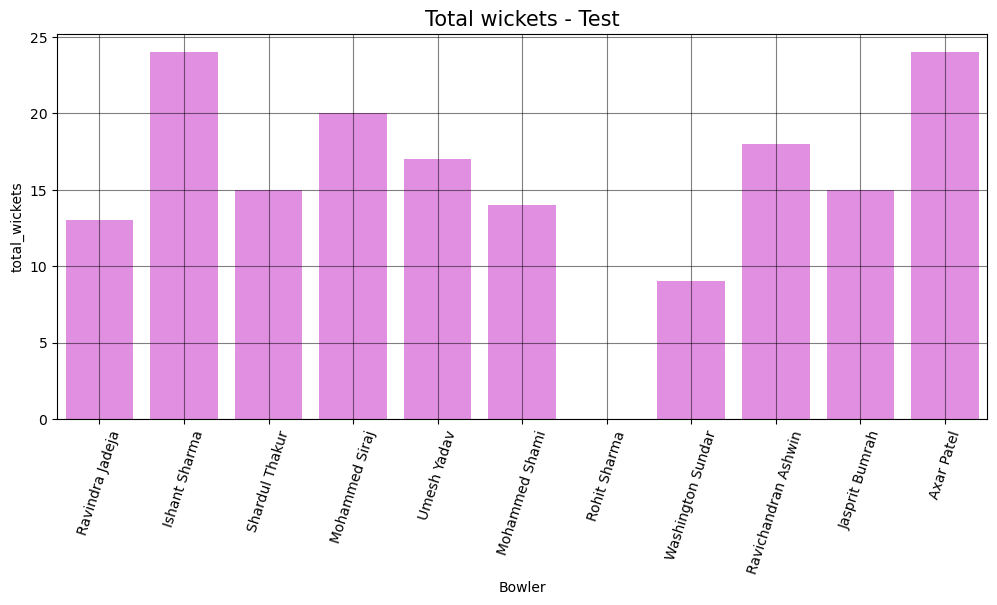 Total wickets - Test
total_wickets
25
20
15
10
5
0
Ravindra Jadeja
Ishant Sharma
Shardul Thakur
Mohammed Siraj
Umesh Yadav
Mohammed Shami
Rohit Sharma
Washington Sundar
Ravichandran Ashwin
Jasprit Bumrah
Axar Patel
Bowler